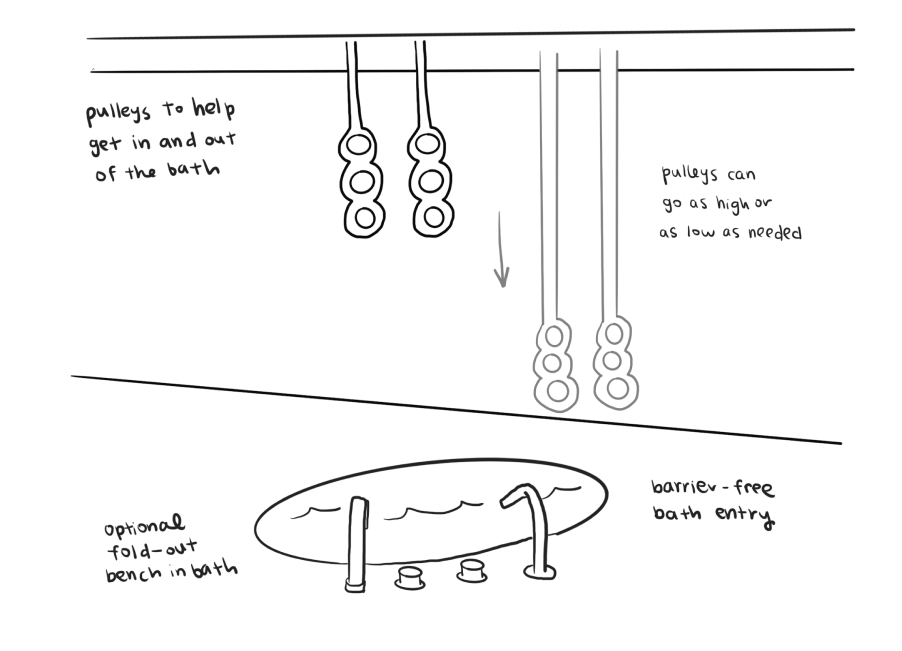 pulleys to help
get in and out
of the bath
pulleys can
go as high or
as low as needed
optional
fold-out
bench in bath
barrier-free
bath entry